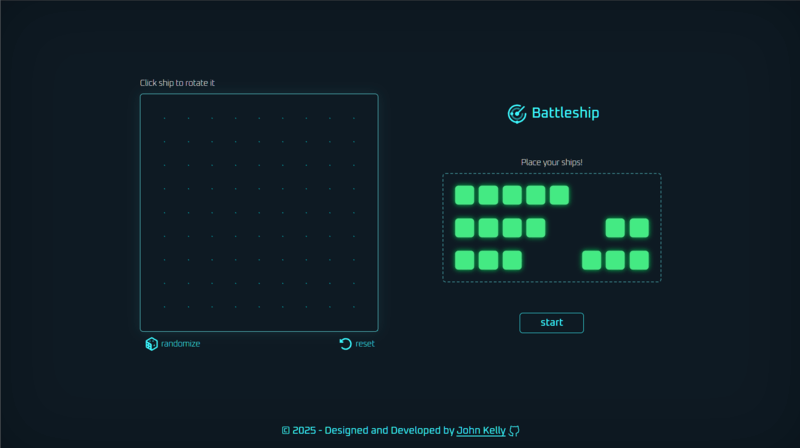 Click ship to rotate it
Battleship
Place your ships!
start
randomize
reset
© 2025 - Designed and Developed by John Kelly